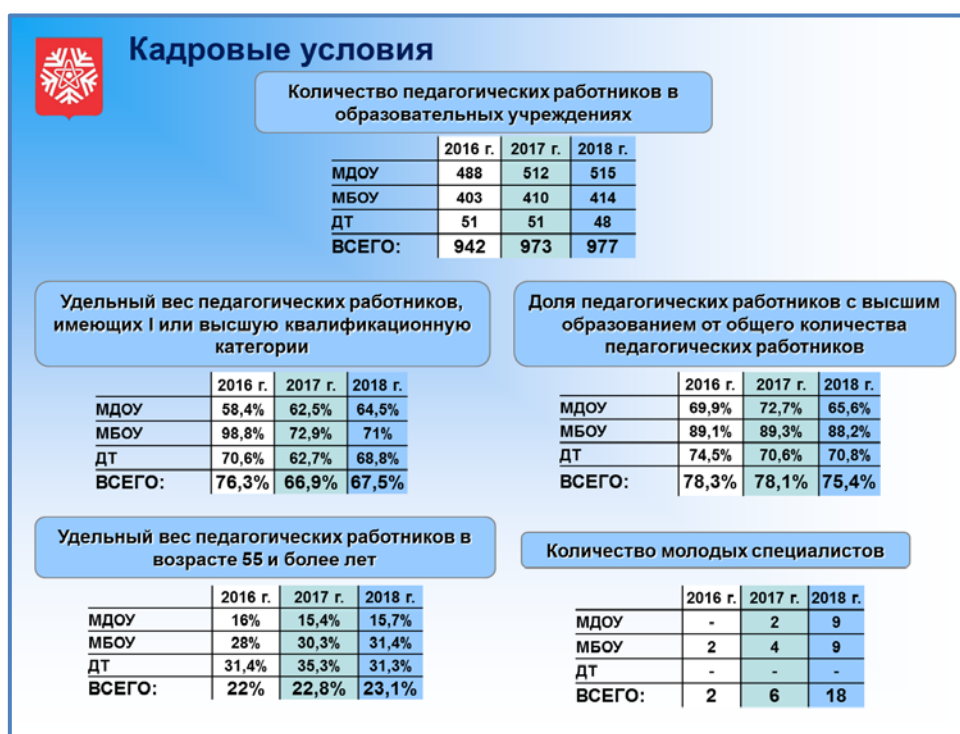 Кадровые условия
Количество педагогических работников в
образовательных учреждениях
2016 г. 2017 г. 2018 г.
МДОУ 488 512 515
МБОУ 403 410 414
ДТ 51 51 48
ВСЕГО: 942 973 977
Удельный вес педагогических работников,
имеющих I или высшую квалификационную
категории
2016 г. 2017 г. 2018 г.
МДОУ 58,4% 62,5% 64,5%
МБОУ 98,8% 72,9% 71%
ДТ 70,6% 62,7% 68,8%
ВСЕГО: 76,3% 66,9% 67,5%
Доля педагогических работников с высшим
образованием от общего количества
педагогических работников
2016 г. 2017 г. 2018 г.
МДОУ 69,9% 72,7% 65,6%
МБОУ 89,1% 89,3% 88,2%
ДТ 74,5% 70,6% 70,8%
ВСЕГО: 78,3% 78,1% 75,4%
Удельный вес педагогических работников в
возрасте 55 и более лет
2016 г. 2017 г. 2018 г.
МДОУ 16% 15,4% 15,7%
МБОУ 28% 30,3% 31,4%
ДТ 31,4% 35,3% 31,3%
ВСЕГО: 22% 22,8% 23,1%
Количество молодых специалистов
2016 г. 2017 г. 2018 г.
МДОУ - 2 9
МБОУ 2 4 9
ДТ - - -
ВСЕГО: 2 6 18